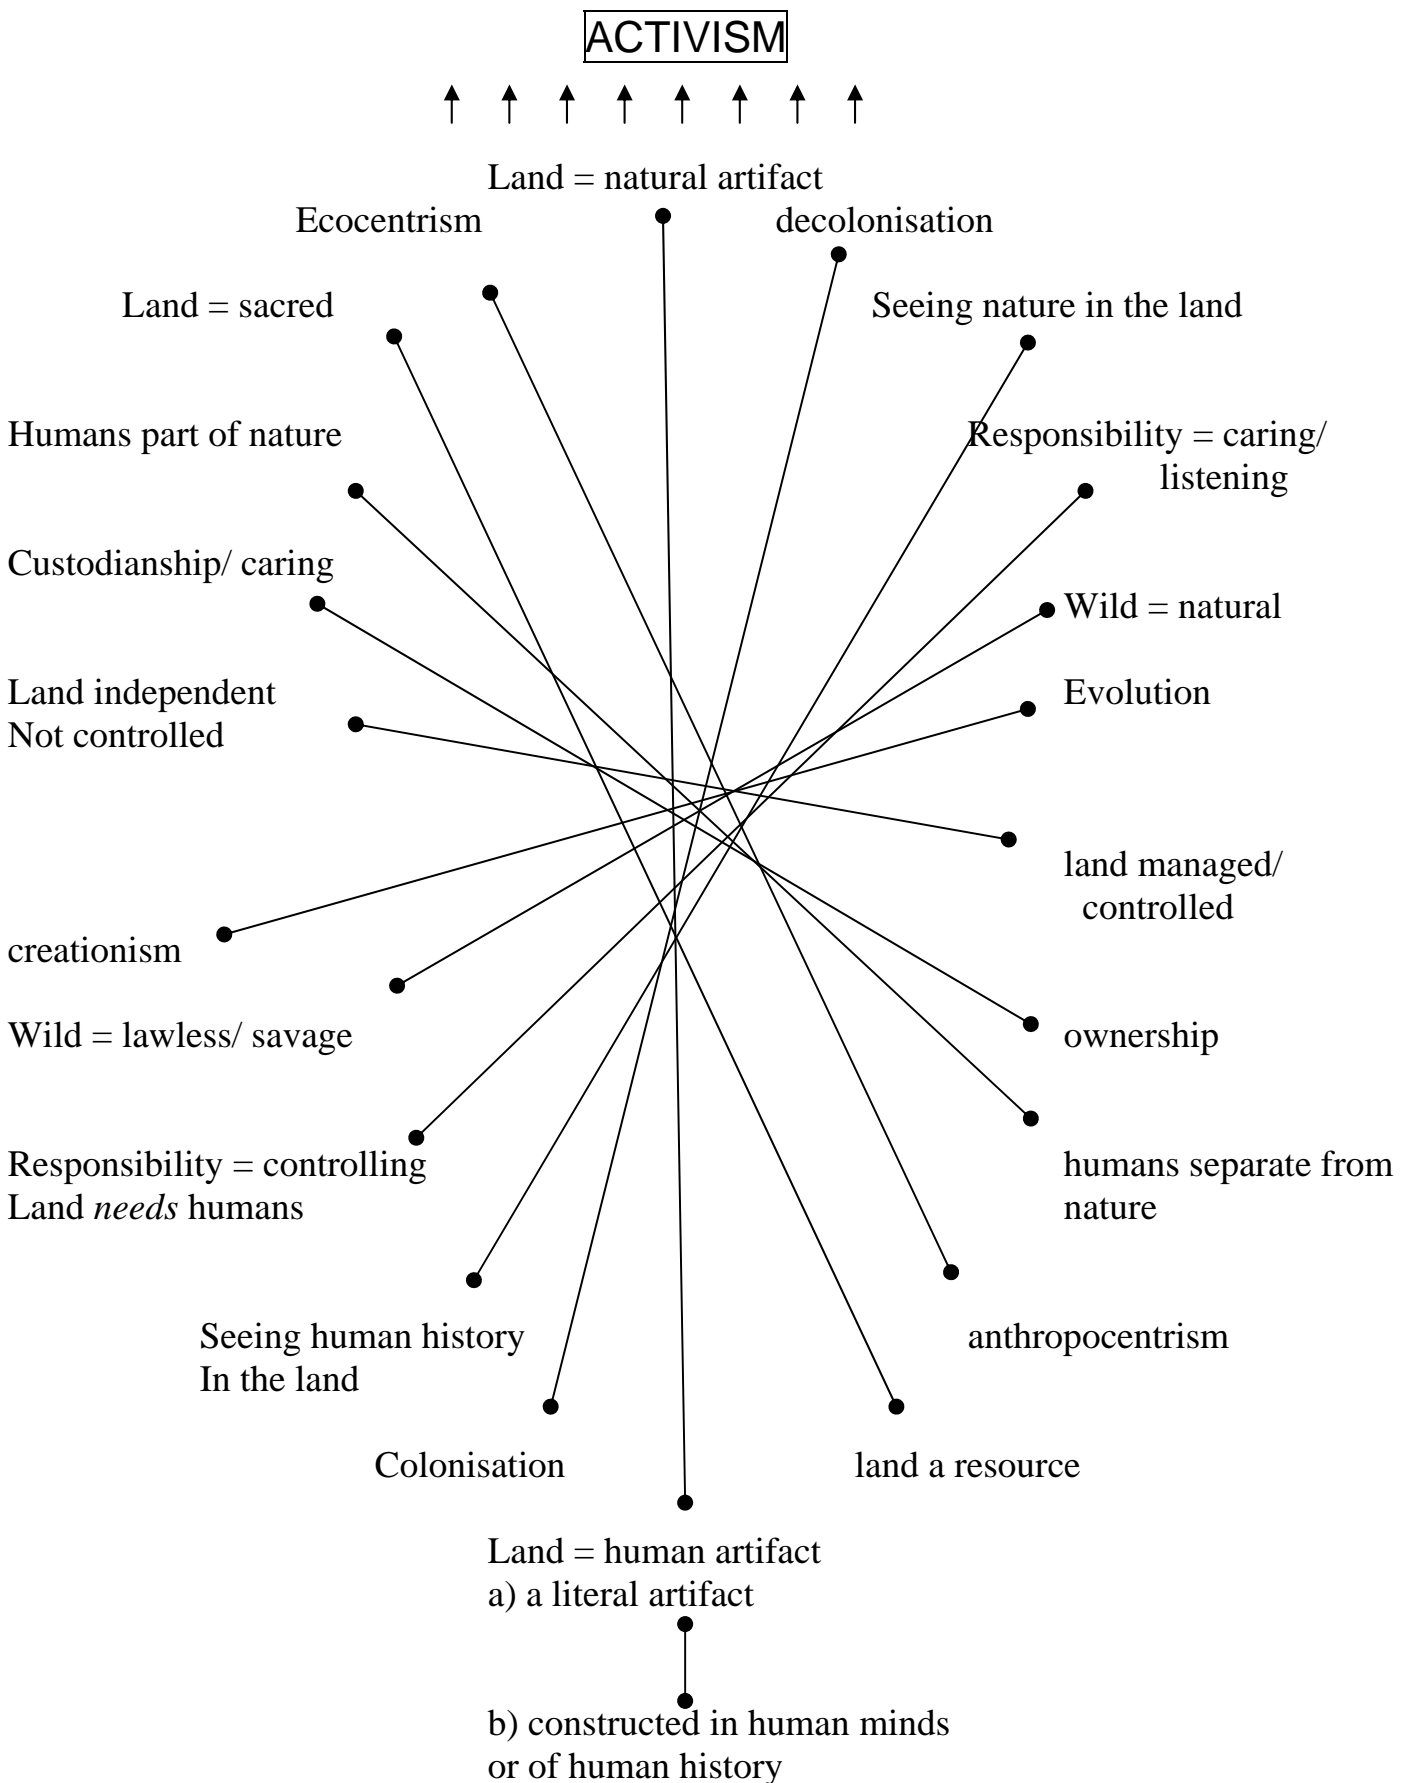 ACTIVISM
Land = natural artifact
Ecocentrism
decolonisation
Land = sacred
Seeing nature in the land
Humans part of nature
Responsibility = caring/
listening
Custodianship/ caring
Wild = natural
Land independent
Not controlled
Evolution
land managed/
controlled
creationism
Wild = lawless/ savage
ownership
Responsibility = controlling
Land needs humans
humans separate from
nature
Seeing human history
In the land
anthropocentrism
Colonisation
land a resource
Land = human artifact
a) a literal artifact
b) constructed in human minds
or of human history